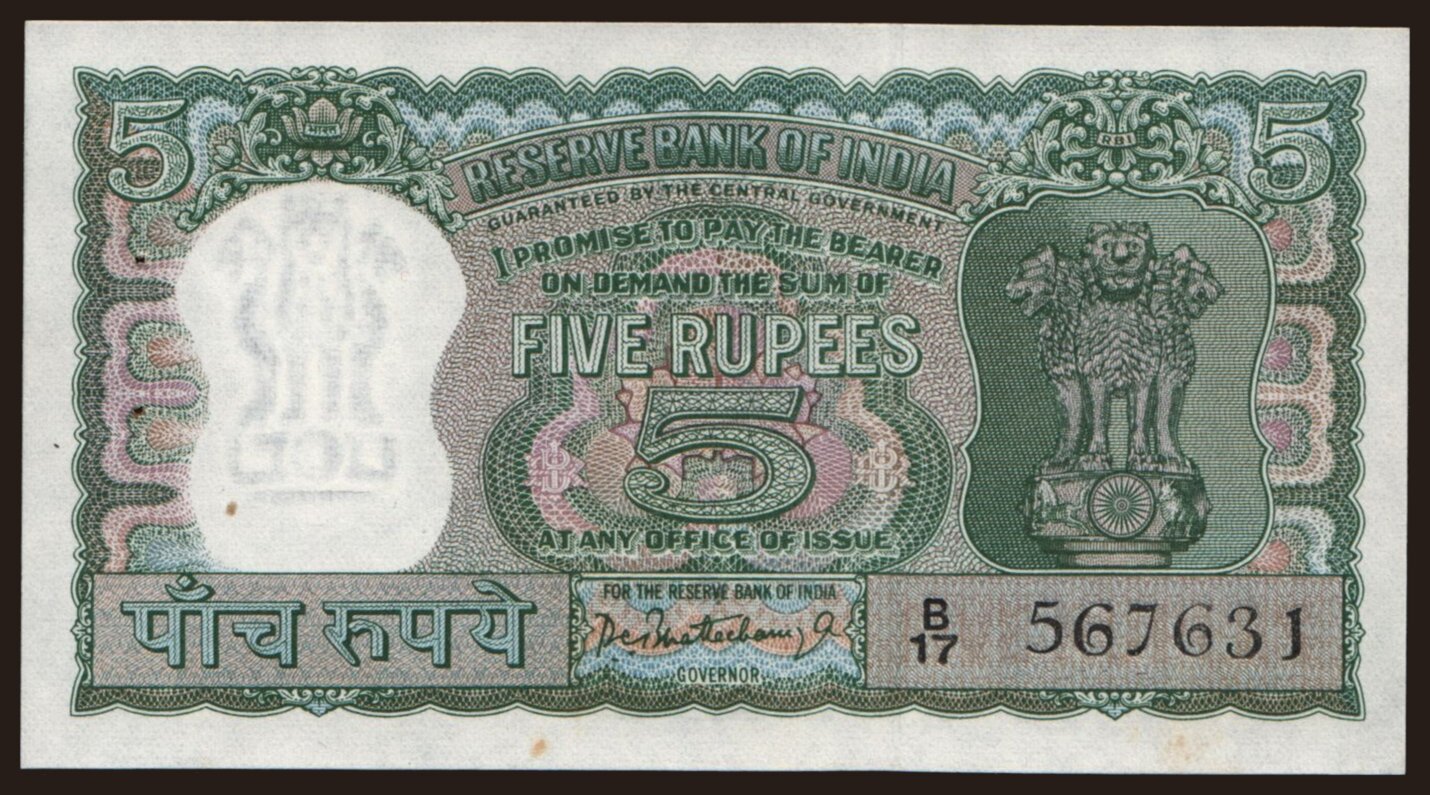 5
भारत
RBI
5
RESERVE BANK OF INDIA
GUARANTEED BY THE CENTRAL GOVERNMENT
I PROMISE TO PAY THE BEARER
ON DEMAND THE SUM OF
FIVE RUPEES
5
AT ANY OFFICE OF ISSUE
पाँच रुपये
FOR THE RESERVE BANK OF INDIA
GOVERNOR
B/17 567631